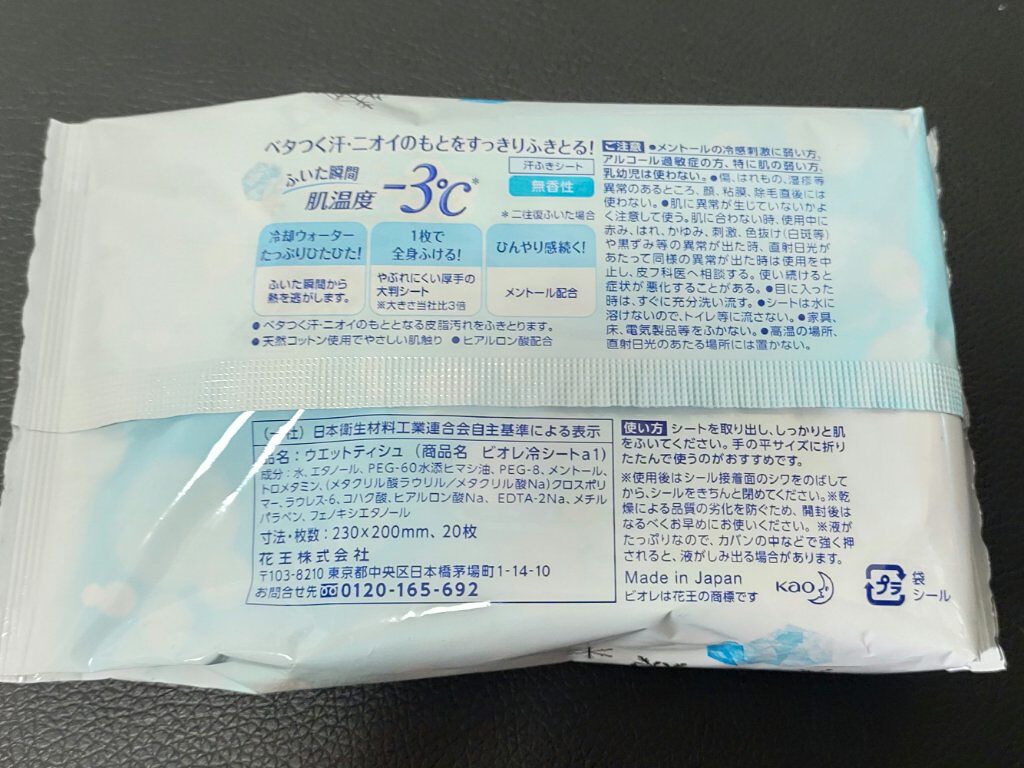 ベタつく汗・ニオイのもとをすっきりふきとる!
ふいた瞬間
肌温度 −3℃*
汗ふきシート
無香性
*二往復ふいた場合
冷却ウォーター
たっぷりひたひた!
ふいた瞬間から
熱を逃がします。
1枚で
全身ふける!
やぶれにくい厚手の
大判シート
※大きさ当社比3倍
ひんやり感続く!
メントール配合
●ベタつく汗・ニオイのもととなる皮脂汚れをふきとります。
●天然コットン使用でやさしい肌触り ●ヒアルロン酸配合
ご注意 ●メントールの冷感刺激に弱い方、
アルコール過敏症の方、特に肌の弱い方、
乳幼児は使わない。●傷、はれもの、湿疹等
異常のあるところ、顔、粘膜、除毛直後には
使わない。●肌に異常が生じていないかよ
く注意して使う。肌に合わない時、使用中に
赤み、はれ、かゆみ、刺激、色抜け(白斑等)
や黒ずみ等の異常が出た時、直射日光が
あたって同様の異常が出た時は使用を中
止し、皮フ科医へ相談する。使い続けると
症状が悪化することがある。●目に入った
時は、すぐに充分洗い流す。●シートは水に
溶けないので、トイレ等に流さない。●家具、
床、電気製品等をふかない。●高温の場所、
直射日光のあたる場所には置かない。
(一社)日本衛生材料工業連合会自主基準による表示
品名:ウエットティシュ(商品名 ビオレ冷シートa1)
成分:水、エタノール、PEG-60水添ヒマシ油、PEG-8、メントール、
トロメタミン、(メタクリル酸ラウリル/メタクリル酸Na)クロスポリ
マー、ラウレス-6、コハク酸、ヒアルロン酸Na、EDTA-2Na、メチル
パラベン、フェノキシエタノール
寸法・枚数:230×200mm、20枚
花王株式会社
〒103-8210 東京都中央区日本橋茅場町1-14-10
お問合せ先 0120-165-692
使い方 シートを取り出し、しっかりと肌
をふいてください。手の平サイズに折り
たたんで使うのがおすすめです。
※使用後はシール接着面のシワをのばして
から、シールをきちんと閉めてください。※乾
燥による品質の劣化を防ぐため、開封後は
なるべくお早めにお使いください。※液が
たっぷりなので、カバンの中などで強く押
されると、液がしみ出る場合があります。
Made in Japan
ビオレは花王の商標です
Kao
プラ
袋
シール